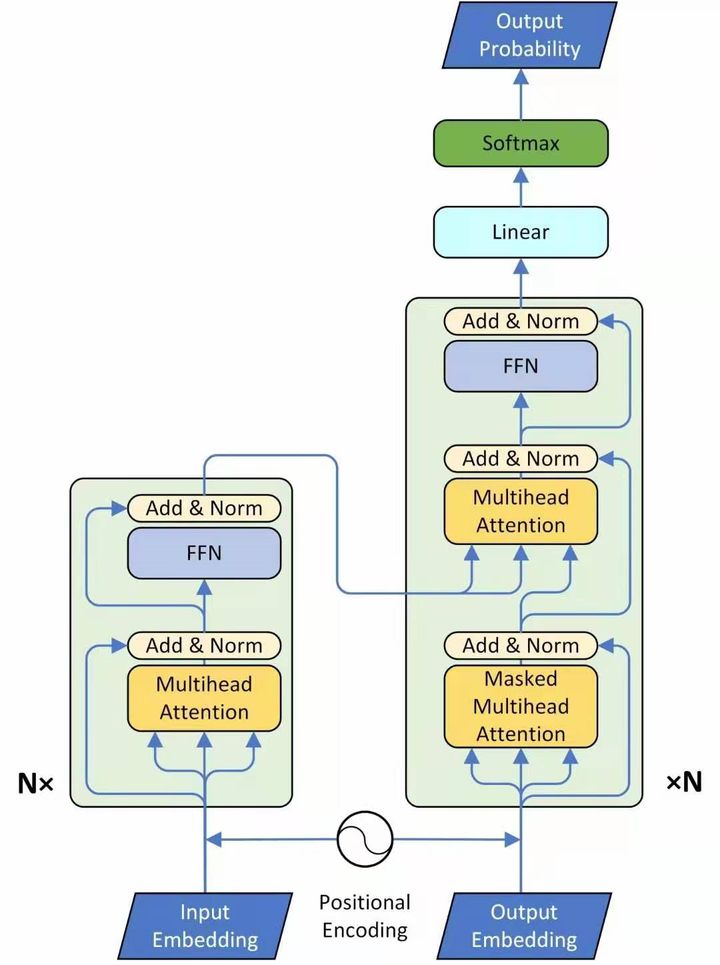 Output
Probability
Softmax
Linear
Add & Norm
FFN
Add & Norm
Multihead
Attention
Add & Norm
Masked
Multihead
Attention
×N
Add & Norm
FFN
Add & Norm
Multihead
Attention
N×
Positional
Encoding
Input
Embedding
Output
Embedding